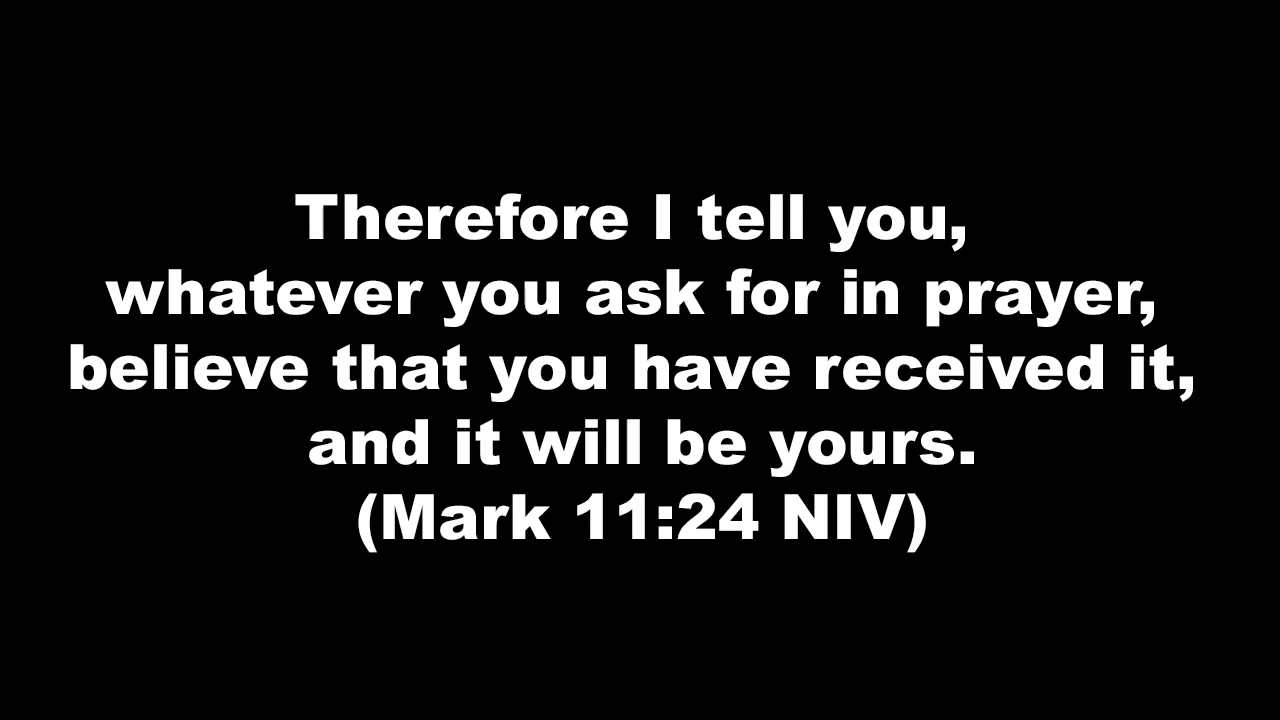 Therefore I tell you,
whatever you ask for in prayer,
believe that you have received it,
and it will be yours.
(Mark 11:24 NIV)